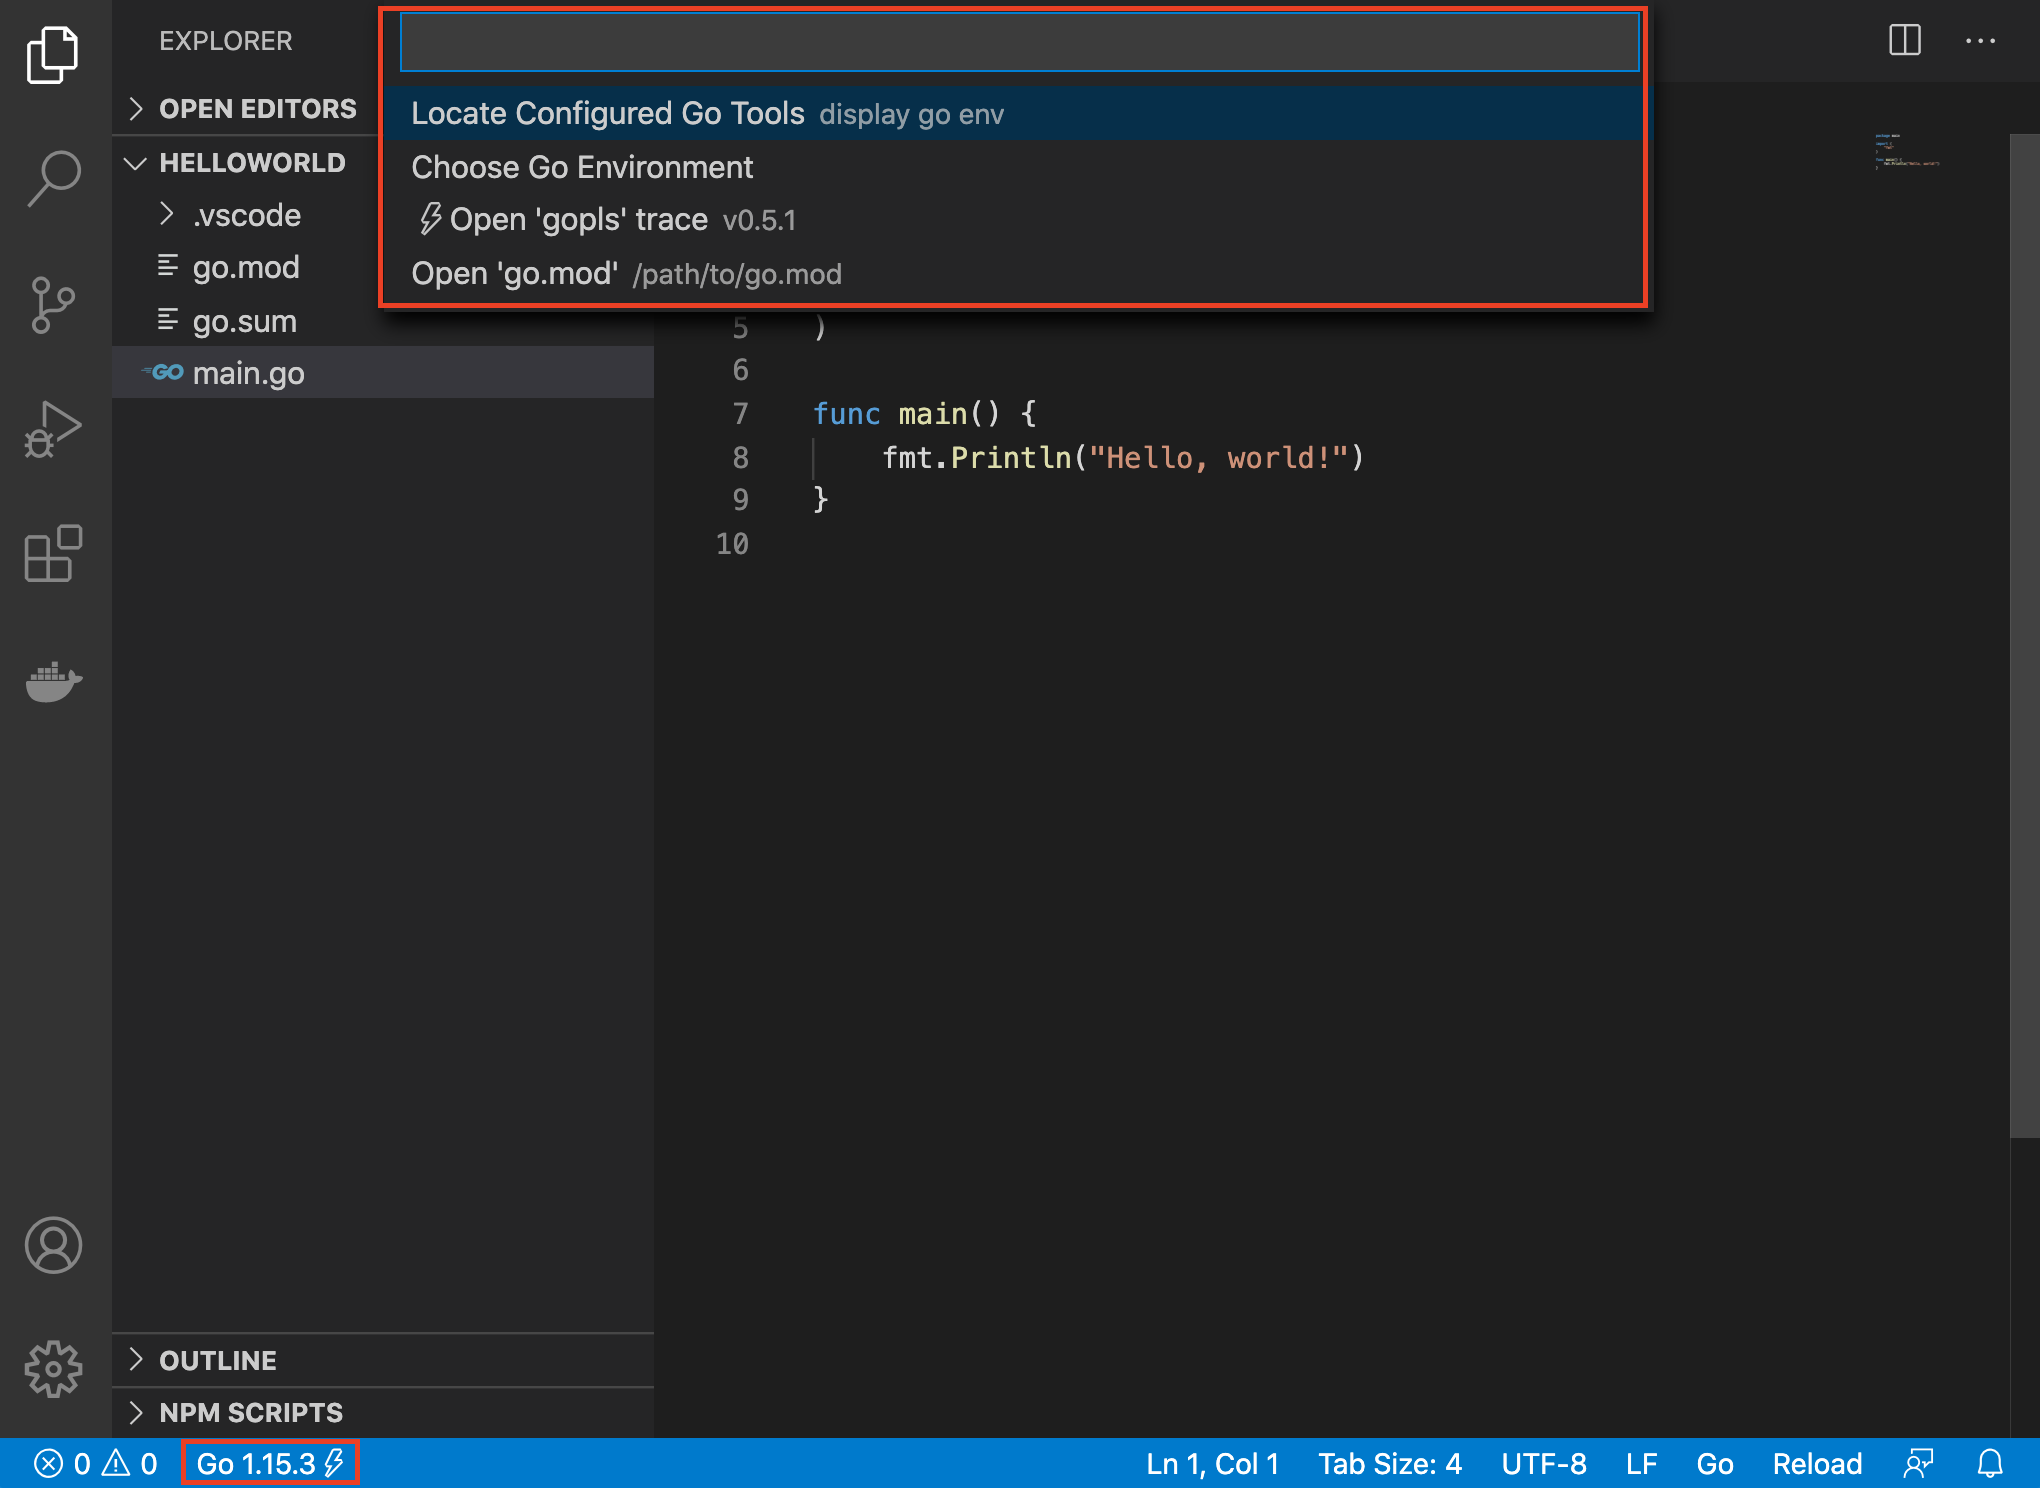 EXPLORER
OPEN EDITORS
HELLOWORLD
.vscode
go.mod
go.sum
GO main.go
OUTLINE
NPM SCRIPTS
Locate Configured Go Tools display go env
Choose Go Environment
Open 'gopls' trace v0.5.1
Open 'go.mod' /path/to/go.mod
5 )
6
7 func main() {
8 fmt.Println("Hello, world!")
9 }
10
0 0 Go 1.15.3 Ln 1, Col 1 Tab Size: 4 UTF-8 LF Go Reload